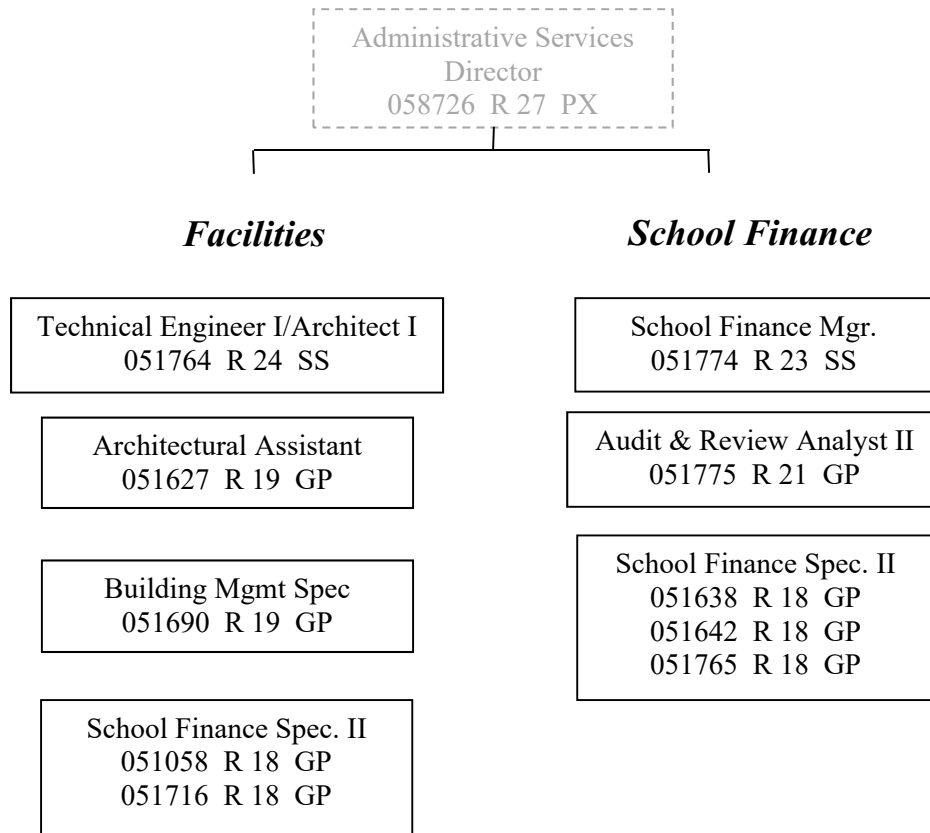 Administrative Services
Director
058726 R 27 PX
Facilities
Technical Engineer I/Architect I
051764 R 24 SS
Architectural Assistant
051627 R 19 GP
Building Mgmt Spec
051690 R 19 GP
School Finance Spec. II
051058 R 18 GP
051716 R 18 GP
School Finance
School Finance Mgr.
051774 R 23 SS
Audit & Review Analyst II
051775 R 21 GP
School Finance Spec. II
051638 R 18 GP
051642 R 18 GP
051765 R 18 GP